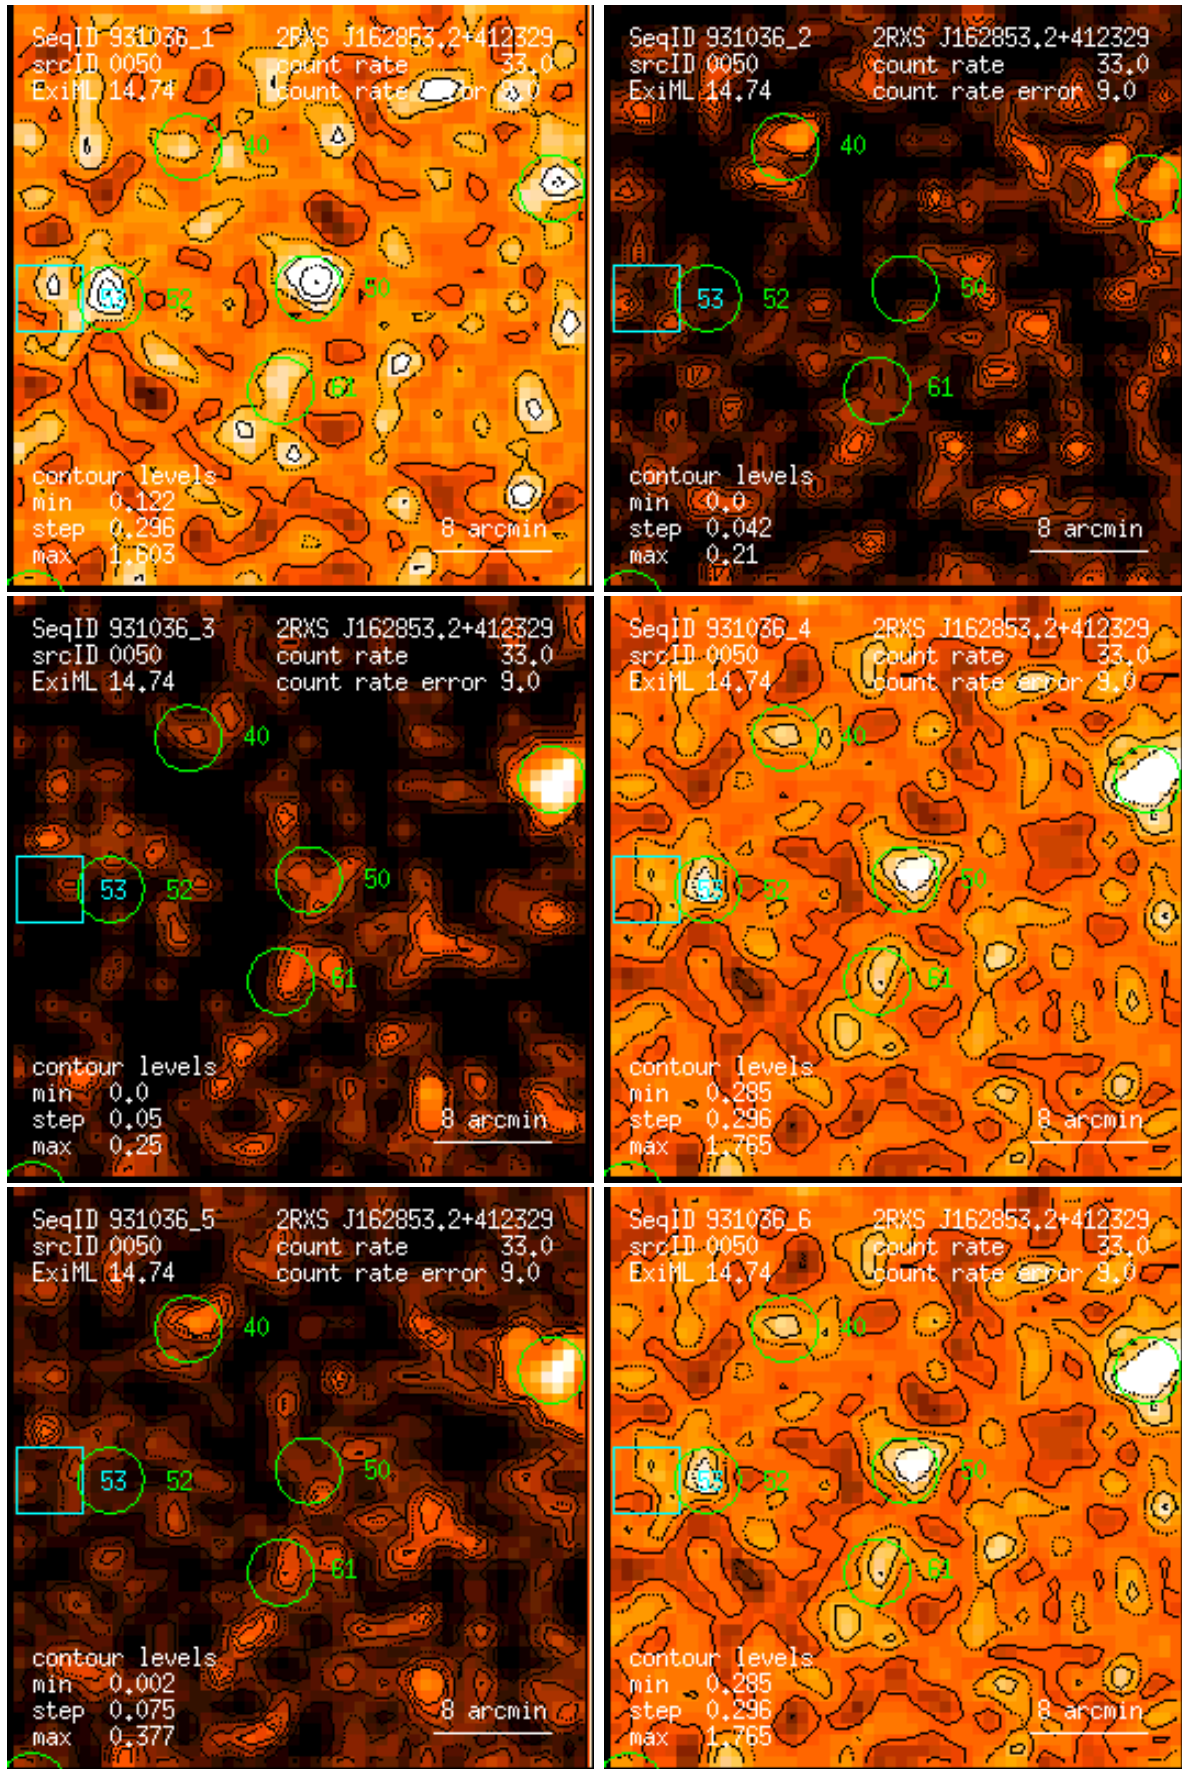 SeqID 931036_1 2RXS J162853.2+412329
srcID 0050 count rate 33.0
ExiML 14.74 count rate error 9.0
40
53 52 50
61
contour levels
min 0.122
step 0.296 8 arcmin
max 1.603
SeqID 931036_2 2RXS J162853.2+412329
srcID 0050 count rate 33.0
ExiML 14.74 count rate error 9.0
40
53 52 50
61
contour levels
min 0.0
step 0.042 8 arcmin
max 0.21
SeqID 931036_3 2RXS J162853.2+412329
srcID 0050 count rate 33.0
ExiML 14.74 count rate error 9.0
40
53 52 50
61
contour levels
min 0.0
step 0.05 8 arcmin
max 0.25
SeqID 931036_4 2RXS J162853.2+412329
srcID 0050 count rate 33.0
ExiML 14.74 count rate error 9.0
40
53 52 50
61
contour levels
min 0.285
step 0.296 8 arcmin
max 1.765
SeqID 931036_5 2RXS J162853.2+412329
srcID 0050 count rate 33.0
ExiML 14.74 count rate error 9.0
40
53 52 50
61
contour levels
min 0.002
step 0.075 8 arcmin
max 0.377
SeqID 931036_6 2RXS J162853.2+412329
srcID 0050 count rate 33.0
ExiML 14.74 count rate error 9.0
40
53 52 50
61
contour levels
min 0.285
step 0.296 8 arcmin
max 1.765